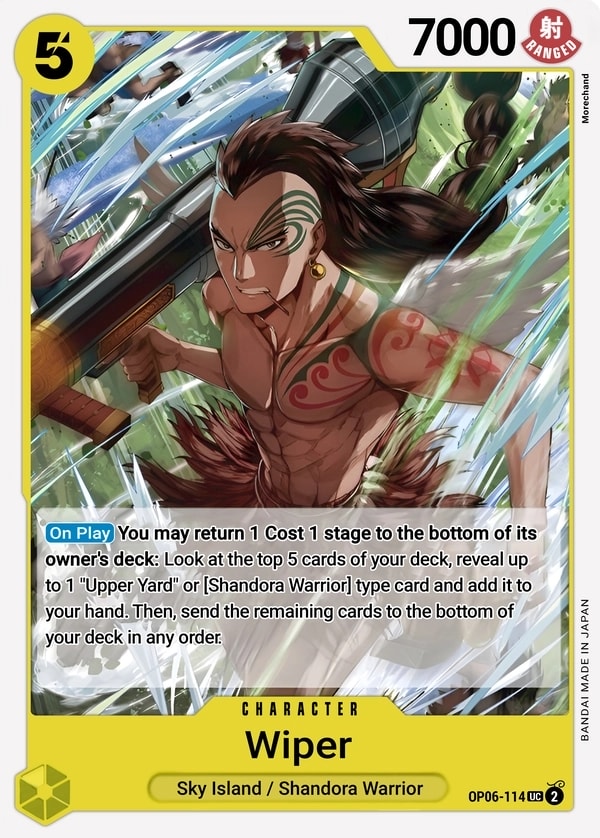 5
7000
射
RANGED
Morechand
On Play You may return 1 Cost 1 stage to the bottom of its
owner's deck: Look at the top 5 cards of your deck, reveal up
to 1 "Upper Yard" or [Shandora Warrior] type card and add it to
your hand. Then, send the remaining cards to the bottom of
your deck in any order.
BANDAI MADE IN JAPAN
CHARACTER
Wiper
Sky Island / Shandora Warrior
OP06-114 UC 2